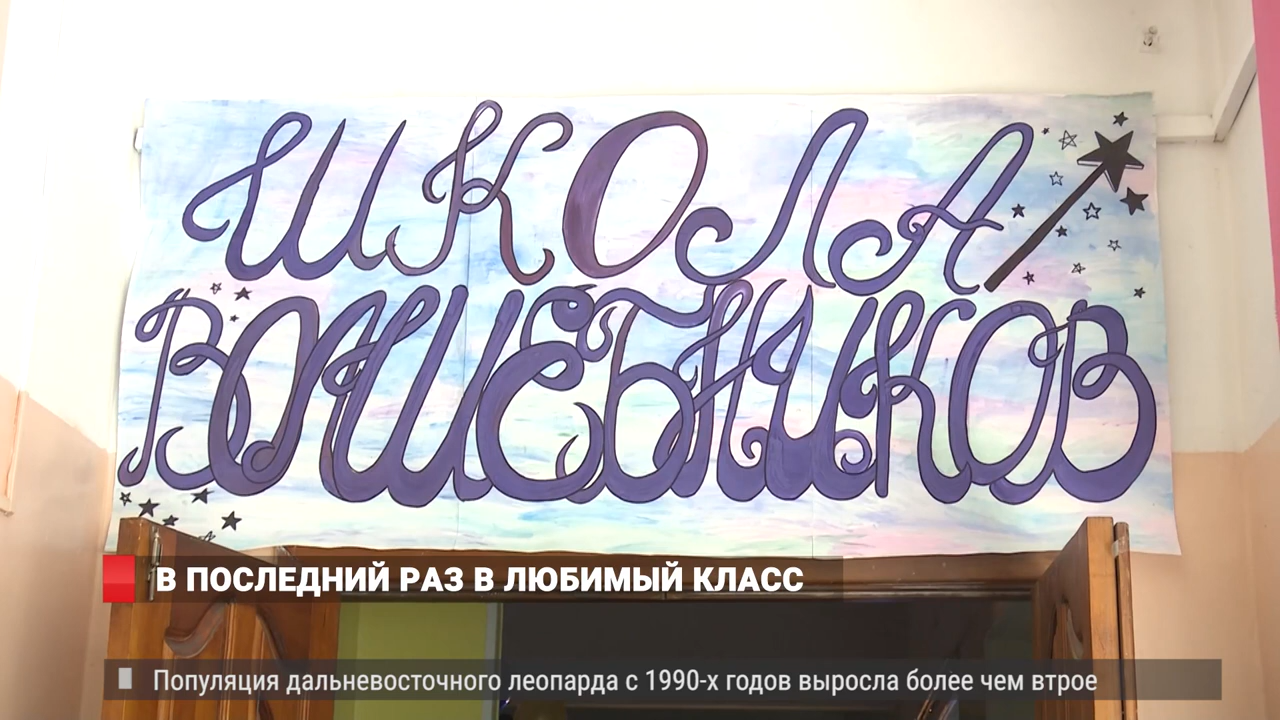 ШКОЛА
ВОЛШЕБНИКОВ
В ПОСЛЕДНИЙ РАЗ В ЛЮБИМЫЙ КЛАСС
Популяция дальневосточного леопарда с 1990-х годов выросла более чем втрое